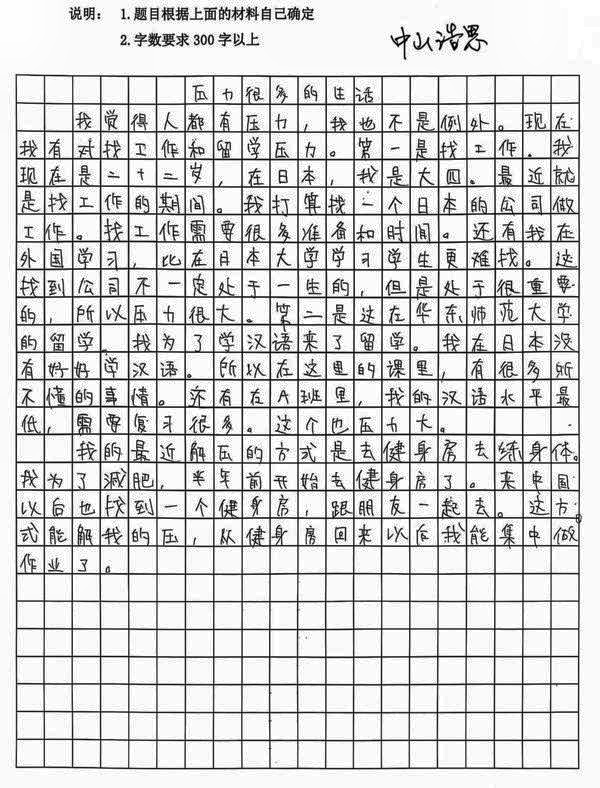 说明： 1.题目根据上面的材料自己确定
2.字数要求300字以上
中山浩思
压力很多的生活
我觉得人都有压力，我也不是例外。现在
我有对找工作和留学压力。第一是找工作。我
现在是二十二岁，在日本，我是大四。最近就
是找工作的期间。我打算找一个日本的公司做
工作。找工作需要很多准备和时间。还有我在
外国学习，比在日本大学学习学生更难找。这
找到公司不一定处于一生的，但是处于很重要
的，所以压力很大。第二是这在华东师范大学
的留学。我为了学汉语来了留学。我在日本没
有好好学汉语。所以在这里的课里，有很多所
不懂的事情。亦有在A班里，我的汉语水平最
低，需要复习很多。这个也压力大。
我的最近解压的方式是去健身房去练身体。
我为了减肥，半年前开始去健身房了。来中国
以后也找到一个健身房，跟朋友一起去。这方
式能解我的压，从健身房回来以后我能集中做
作业了。